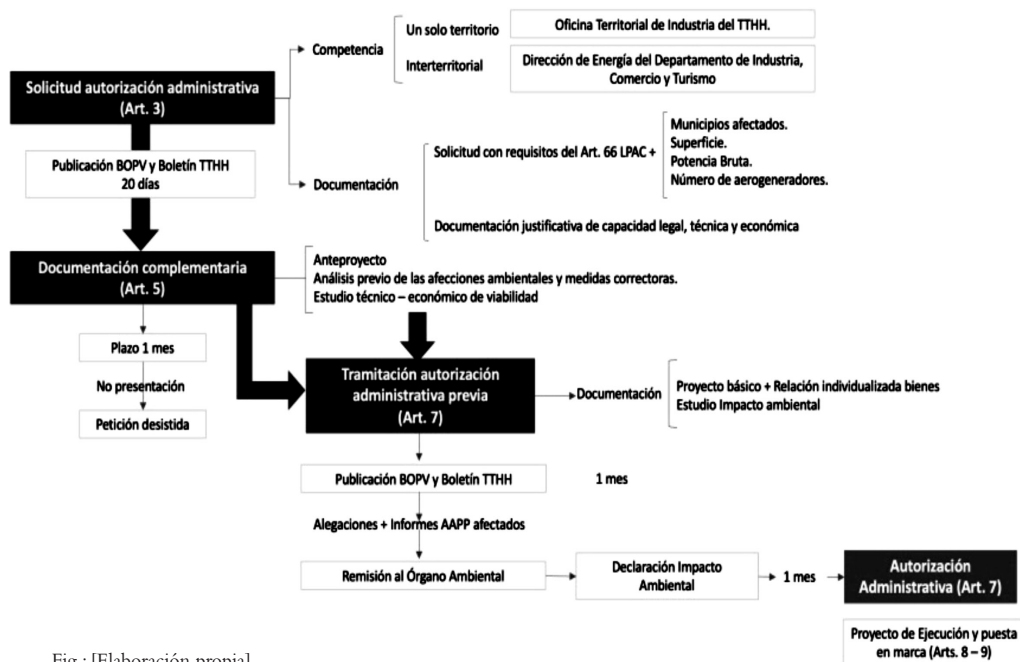 Solicitud autorización administrativa
(Art. 3)
Competencia
Un solo territorio
Oficina Territorial de Industria del TTHH.
Interterritorial
Dirección de Energía del Departamento de Industria,
Comercio y Turismo
Documentación
Solicitud con requisitos del Art. 66 LPAC +
Municipios afectados.
Superficie.
Potencia Bruta.
Número de aerogeneradores.
Documentación justificativa de capacidad legal, técnica y económica
Publicación BOPV y Boletín TTHH
20 días
Documentación complementaria
(Art. 5)
Anteproyecto
Análisis previo de las afecciones ambientales y medidas correctoras.
Estudio técnico – económico de viabilidad
Plazo 1 mes
No presentación
Petición desistida
Tramitación autorización
administrativa previa
(Art. 7)
Documentación
Proyecto básico + Relación individualizada bienes
Estudio Impacto ambiental
Publicación BOPV y Boletín TTHH
1 mes
Alegaciones + Informes AAPP afectados
Remisión al Órgano Ambiental
Declaración Impacto
Ambiental
1 mes
Autorización
Administrativa (Art. 7)
Proyecto de Ejecución y puesta
en marca (Arts. 8 – 9)
Fig.: [Elaboración propia]